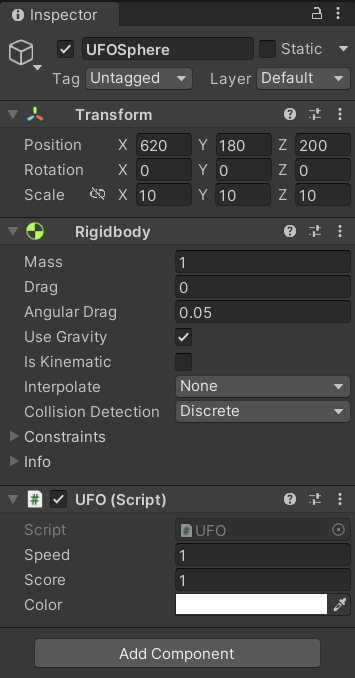 Inspector
UFOSphere Static
Tag Untagged Layer Default
Transform
Position X 620 Y 180 Z 200
Rotation X 0 Y 0 Z 0
Scale X 10 Y 10 Z 10
Rigidbody
Mass 1
Drag 0
Angular Drag 0.05
Use Gravity
Is Kinematic
Interpolate None
Collision Detection Discrete
Constraints
Info
# UFO (Script)
Script # UFO
Speed 1
Score 1
Color
Add Component